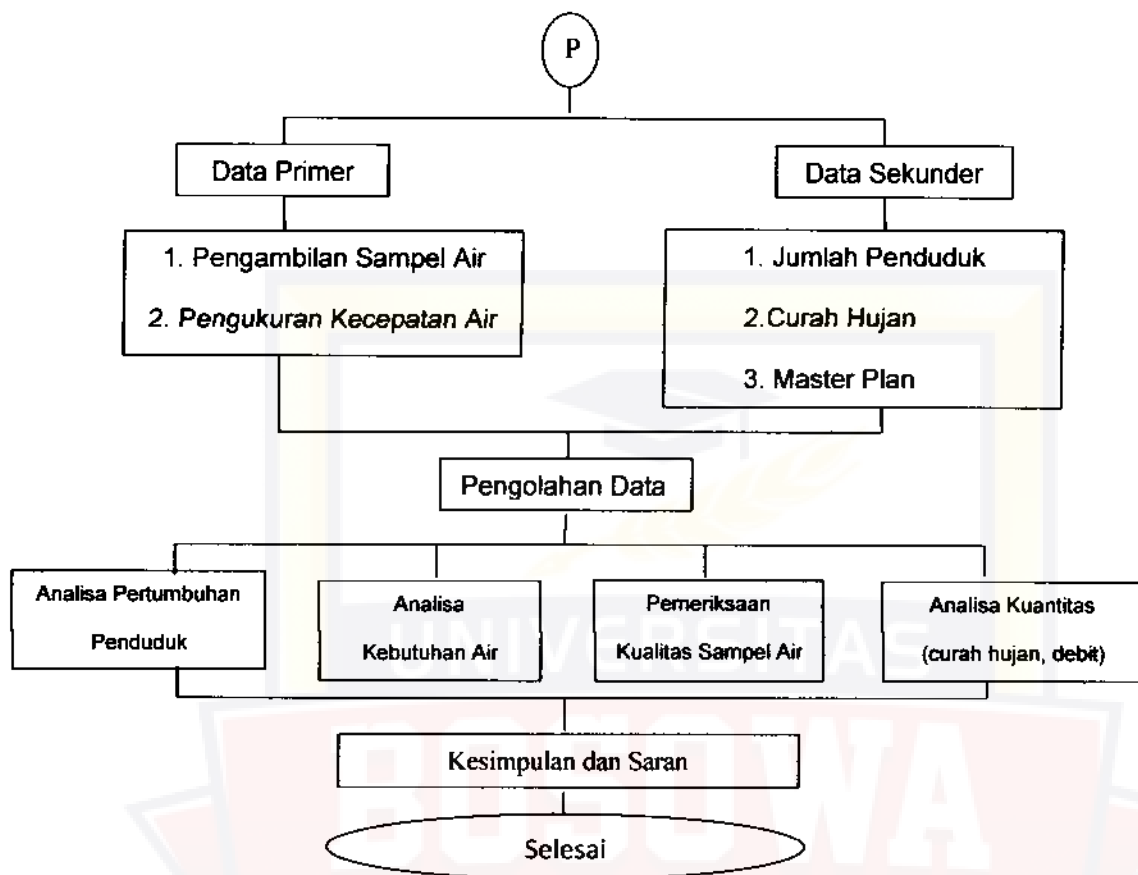 P
Data Primer
Data Sekunder
1. Pengambilan Sampel Air
2. Pengukuran Kecepatan Air
1. Jumlah Penduduk
2.Curah Hujan
3. Master Plan
Pengolahan Data
Analisa Pertumbuhan
Penduduk
Analisa
Kebutuhan Air
Pemeriksaan
Kualitas Sampel Air
Analisa Kuantitas
(curah hujan, debit)
UNIVERSITAS
BOSOWA
Kesimpulan dan Saran
Selesai